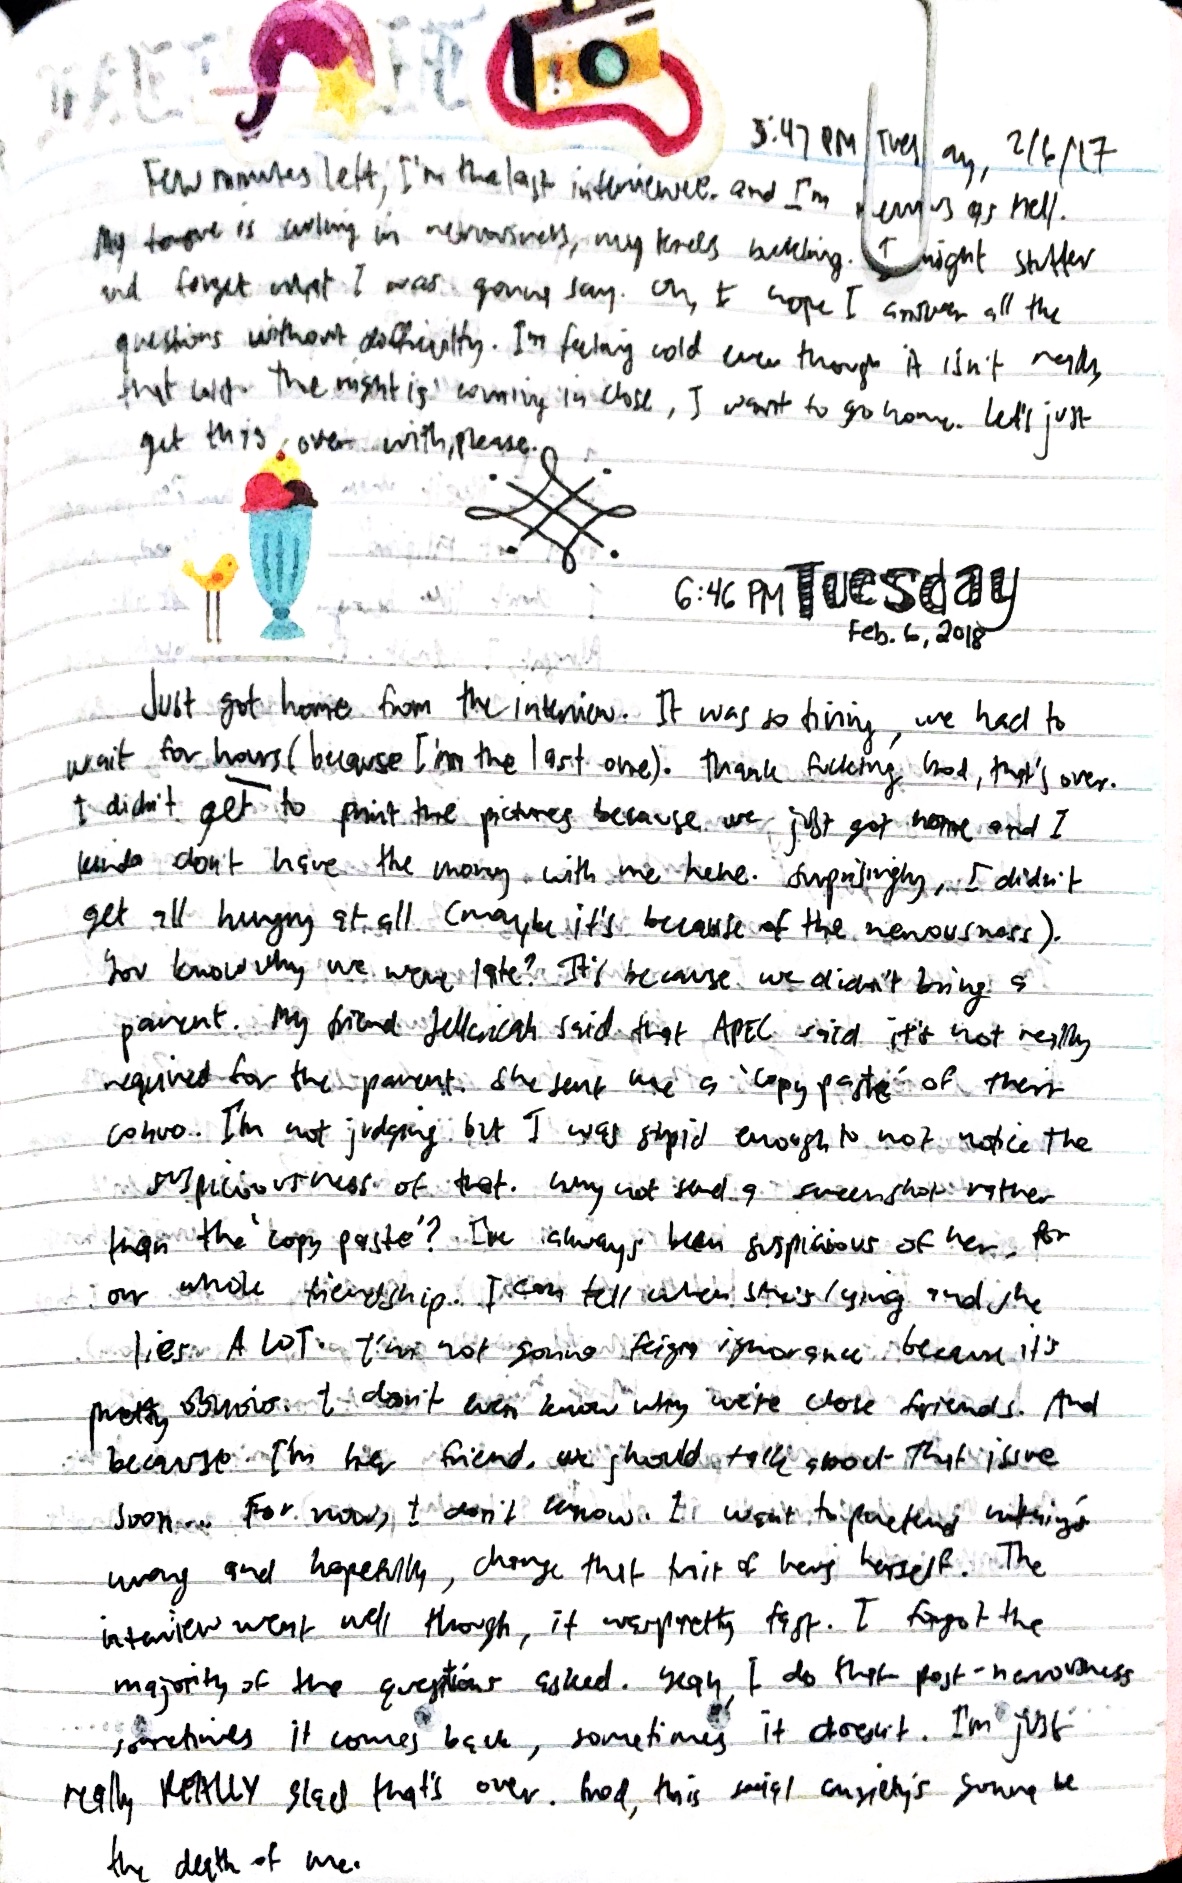 5:47 PM Tuesday, 2/6/17
Few minutes left, I'm the last interviewee. and I'm nervous as Hell.
My tongue is curling in nervousness, my knees buckling. I might stutter
and forget what I was gonna say. Oh, I hope I answer all the
questions without difficulty. I'm feeling cold even though it isn't really
that cold. The night is coming in close, I want to go home. Let's just
get this over with, please.
6:46 PM Tuesday
Feb. 6, 2018
Just got home from the interview. It was so tiring, we had to
wait for hours (because I'm the last one). Thank fucking God, that's over.
I didn't get to print the pictures because we just got home and I
kinda don't have the money with me hehe. Surprisingly, I didn't
get all hungry at all (maybe it's because of the nervousness).
You know why we were late? It's because we didn't bring a
parent. My friend said that APEC said it's not really
required for the parent. She sent me a 'copy paste' of their
convo. I'm not judging but I was stupid enough to not notice the
suspiciousness of that. Why not send a screenshot rather
than the 'copy paste'? I've always been suspicious of her, for
our whole friendship. I can tell when she's lying and she
lies A LOT. I'm not gonna feign ignorance because it's
pretty obvious. I don't even know why we're close friends. And
because I'm her friend, we should talk about that issue
soon... For now, I don't know. I want to pretend nothing's
wrong and hopefully, change that trait of hers herself. The
interview went well though, it was pretty fast. I forgot the
majority of the questions asked. Yeah, I do that post-nervousness
sometimes it comes back, sometimes it doesn't. I'm just
really REALLY glad that's over. God, this social anxiety's gonna be
the death of me.